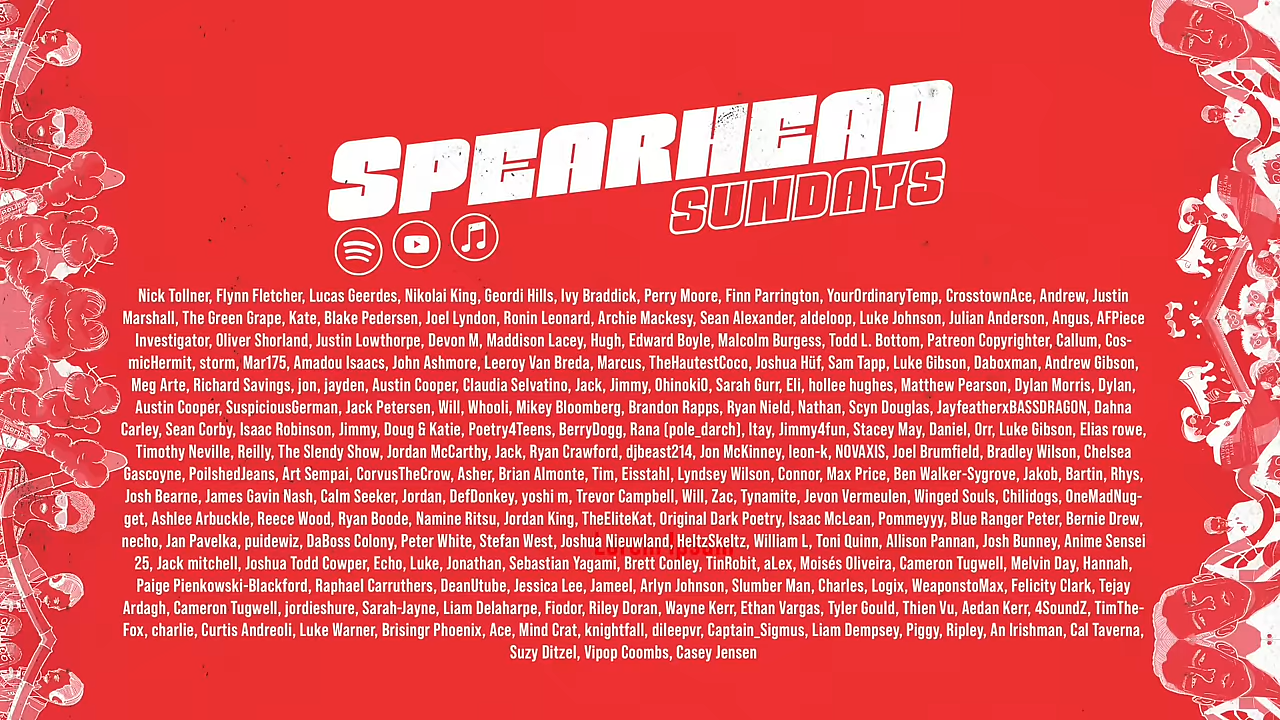 SPEARHEAD
SUNDAYS
Nick Tollner, Flynn Fletcher, Lucas Geerdes, Nikolai King, Geordi Hills, Ivy Braddick, Perry Moore, Finn Parrington, YourOrdinaryTemp, CrosstownAce, Andrew, Justin
Marshall, The Green Grape, Kate, Blake Pedersen, Joel Lyndon, Ronin Leonard, Archie Mackesy, Sean Alexander, aldeloop, Luke Johnson, Julian Anderson, Angus, AFPiece
Investigator, Oliver Shorland, Justin Lowthorpe, Devon M, Maddison Lacey, Hugh, Edward Boyle, Malcolm Burgess, Todd L. Bottom, Patreon Copyrighter, Callum, Cos-
micHermit, storm, Mar175, Amadou Isaacs, John Ashmore, Leeroy Van Breda, Marcus, TheHautestCoco, Joshua Hüf, Sam Tapp, Luke Gibson, Daboxman, Andrew Gibson,
Meg Arte, Richard Savings, jon, jayden, Austin Cooper, Claudia Selvatino, Jack, Jimmy, OhinokiO, Sarah Gurr, Eli, hollee hughes, Matthew Pearson, Dylan Morris, Dylan,
Austin Cooper, SuspiciousGerman, Jack Petersen, Will, Whooli, Mikey Bloomberg, Brandon Rapps, Ryan Nield, Nathan, Scyn Douglas, JayfeatherxBASSDRAGON, Dahna
Carley, Sean Corby, Isaac Robinson, Jimmy, Doug & Katie, Poetry4Teens, BerryDogg, Rana (pole_darch), Itay, Jimmy4fun, Stacey May, Daniel, Orr, Luke Gibson, Elias rowe,
Timothy Neville, Reilly, The Slendy Show, Jordan McCarthy, Jack, Ryan Crawford, djbeast214, Jon McKinney, leon-k, NOVAXIS, Joel Brumfield, Bradley Wilson, Chelsea
Gascoyne, PoilshedJeans, Art Sempai, CorvusTheCrow, Asher, Brian Almonte, Tim, Eisstahl, Lyndsey Wilson, Connor, Max Price, Ben Walker-Sygrove, Jakob, Bartin, Rhys,
Josh Bearne, James Gavin Nash, Calm Seeker, Jordan, DefDonkey, yoshi m, Trevor Campbell, Will, Zac, Tynamite, Jevon Vermeulen, Winged Souls, Chilidogs, OneMadNug-
get, Ashlee Arbuckle, Reece Wood, Ryan Boode, Namine Ritsu, Jordan King, TheEliteKat, Original Dark Poetry, Isaac McLean, Pommeyyy, Blue Ranger Peter, Bernie Drew,
necho, Jan Pavelka, puidewiz, DaBoss Colony, Peter White, Stefan West, Joshua Nieuwland, HeltzSkeltz, William L, Toni Quinn, Allison Pannan, Josh Bunney, Anime Sensei
Lorem ipsum
25, Jack mitchell, Joshua Todd Cowper, Echo, Luke, Jonathan, Sebastian Yagami, Brett Conley, TinRobit, aLex, Moisés Oliveira, Cameron Tugwell, Melvin Day, Hannah,
Paige Pienkowski-Blackford, Raphael Carruthers, DeanUtube, Jessica Lee, Jameel, Arlyn Johnson, Slumber Man, Charles, Logix, WeaponstoMax, Felicity Clark, Tejay
Ardagh, Cameron Tugwell, jordieshure, Sarah-Jayne, Liam Delaharpe, Fiodor, Riley Doran, Wayne Kerr, Ethan Vargas, Tyler Gould, Thien Vu, Aedan Kerr, 4SoundZ, TimThe-
Fox, charlie, Curtis Andreoli, Luke Warner, Brisingr Phoenix, Ace, Mind Crat, knightfall, dileepvr, Captain_Sigmus, Liam Dempsey, Piggy, Ripley, An Irishman, Cal Taverna,
Suzy Ditzel, Vipop Coombs, Casey Jensen